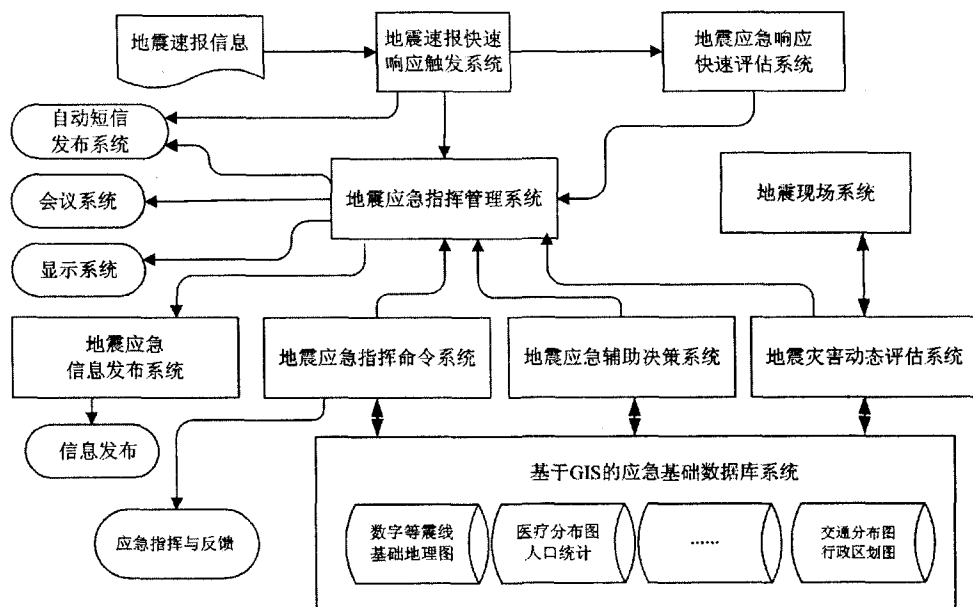 地震速报信息
地震速报快速
响应触发系统
地震应急响应
快速评估系统
自动短信
发布系统
会议系统
显示系统
地震应急指挥管理系统
地震现场系统
地震应急
信息发布系统
地震应急指挥命令系统
地震应急辅助决策系统
地震灾害动态评估系统
信息发布
应急指挥与反馈
基于GIS的应急基础数据库系统
数字等震线
基础地理图
医疗分布图
人口统计
......
交通分布图
行政区划图